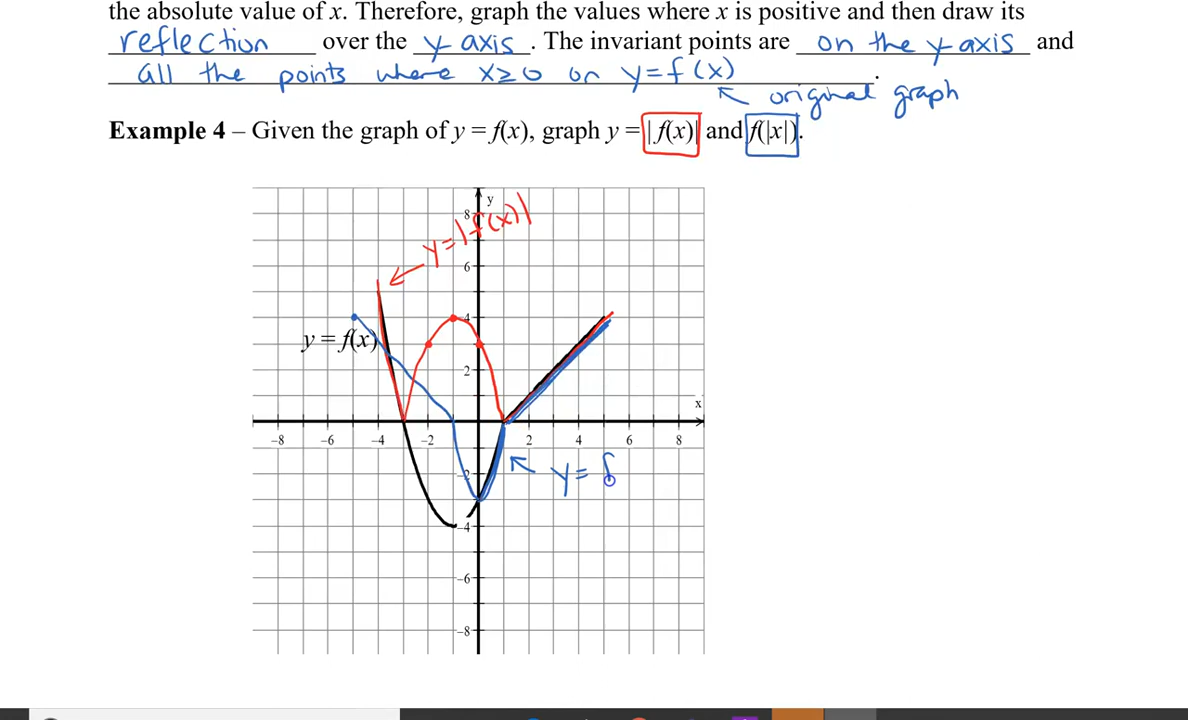 the absolute value of x. Therefore, graph the values where x is positive and then draw its
reflection over the y axis. The invariant points are on the y axis and
all the points where x≥0 on y=f(x).
original graph
Example 4 – Given the graph of y = f(x), graph y = |f(x)| and f(|x|).
y
8
y=|f(x)|
6
4
y = f(x)
2
x
-8 -6 -4 -2 2 4 6 8
-2
y= f
-4
-6
-8